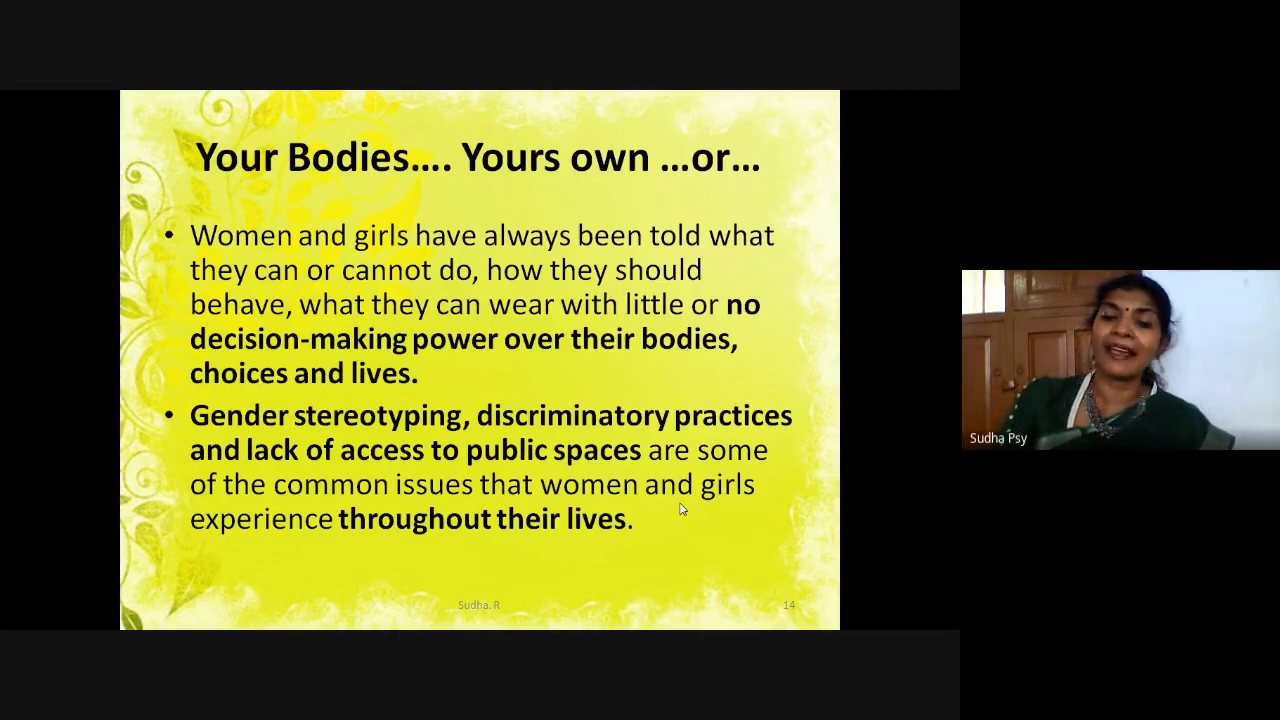 Your Bodies.... Yours own ...or...
• Women and girls have always been told what
they can or cannot do, how they should
behave, what they can wear with little or no
decision-making power over their bodies,
choices and lives.
• Gender stereotyping, discriminatory practices
and lack of access to public spaces are some
of the common issues that women and girls
experience throughout their lives.
Sudha. R
14
Sudha Psy